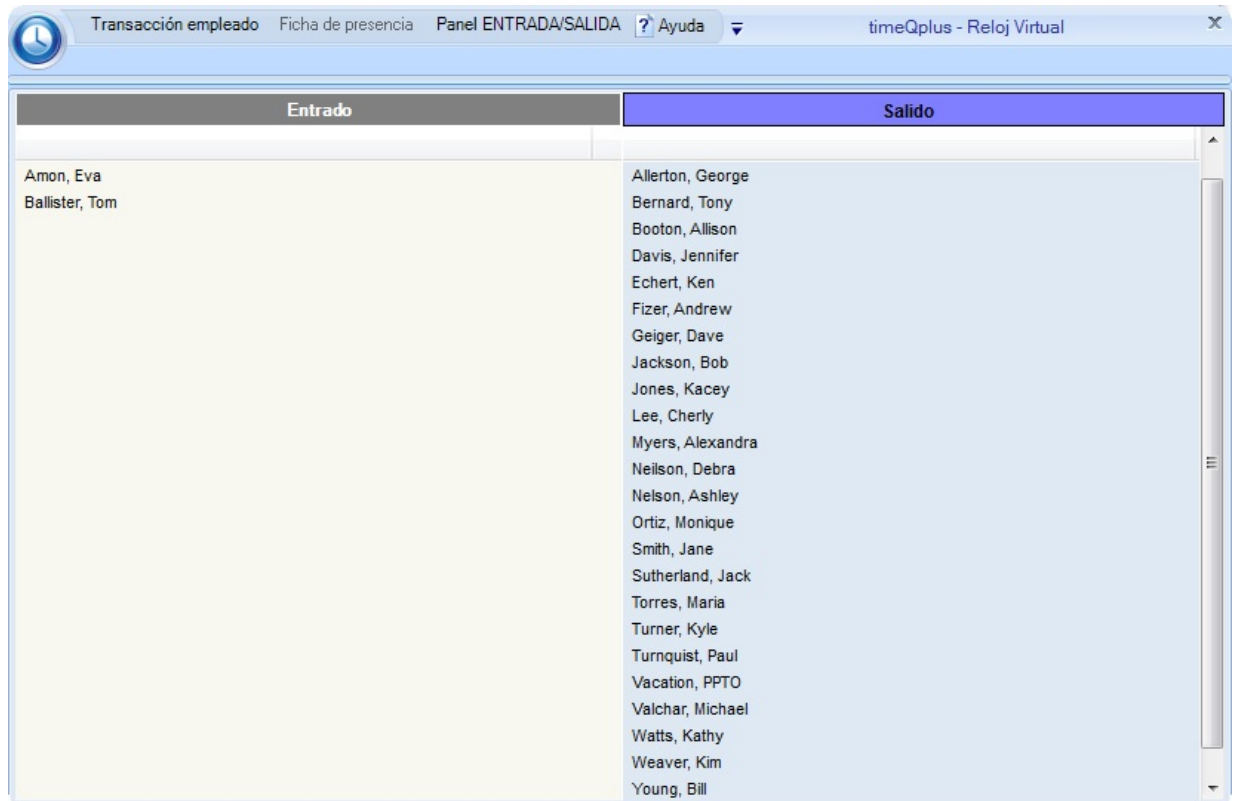 Transacción empleado Ficha de presencia Panel ENTRADA/SALIDA ? Ayuda timeQplus - Reloj Virtual X
Entrado Salido
Amon, Eva Allerton, George
Ballister, Tom Bernard, Tony
Booton, Allison
Davis, Jennifer
Echert, Ken
Fizer, Andrew
Geiger, Dave
Jackson, Bob
Jones, Kacey
Lee, Cherly
Myers, Alexandra
Neilson, Debra
Nelson, Ashley
Ortiz, Monique
Smith, Jane
Sutherland, Jack
Torres, Maria
Turner, Kyle
Turnquist, Paul
Vacation, PPTO
Valchar, Michael
Watts, Kathy
Weaver, Kim
Young, Bill